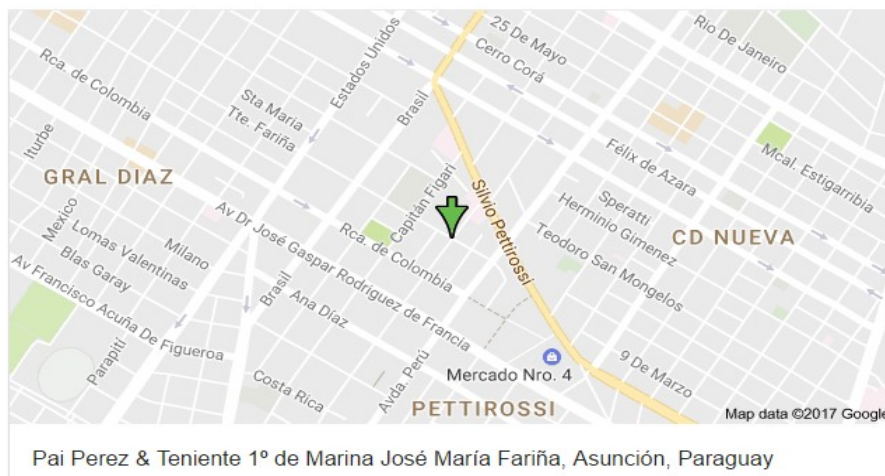 25 De Mayo
Rio De Janeiro
Cerro Corá
Estados Unidos
Rca. de Colombia
Sta Maria
Brasil
Tte. Fariña
Iturbe
Félix de Azara
Mcal. Estigarribia
GRAL DIAZ
Capitán Figari
Silvio Pettirossi
Speratti
Herminio Gimenez
CD NUEVA
Mexico
Av Dr José Gaspar Rodriguez de Francia
Rca. de Colombia
Teodoro San Mongelos
Milano
Lomas Valentinas
Blas Garay
Av Francisco Acuña De Figueroa
Brasil
Ana Díaz
Parapití
Avda. Perú
Costa Rica
Mercado Nro. 4
9 De Marzo
PETTIROSSI
Map data ©2017 Google
Pai Perez & Teniente 1º de Marina José María Fariña, Asunción, Paraguay